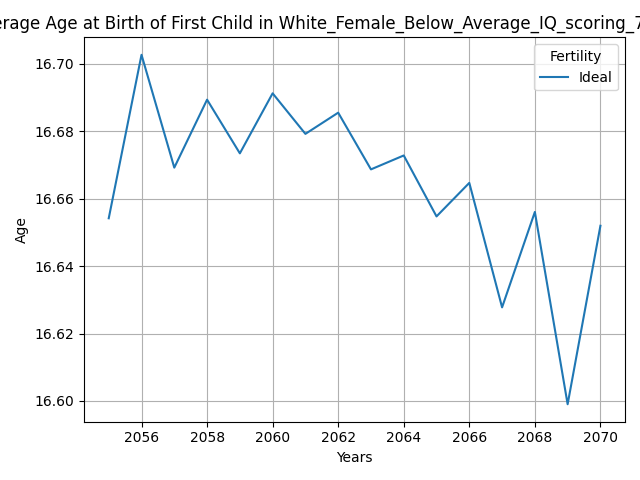 erage Age at Birth of First Child in White_Female_Below_Average_IQ_scoring_7
16.70
16.68
16.66
16.64
16.62
16.60
Age
Fertility
Ideal
2056 2058 2060 2062 2064 2066 2068 2070
Years